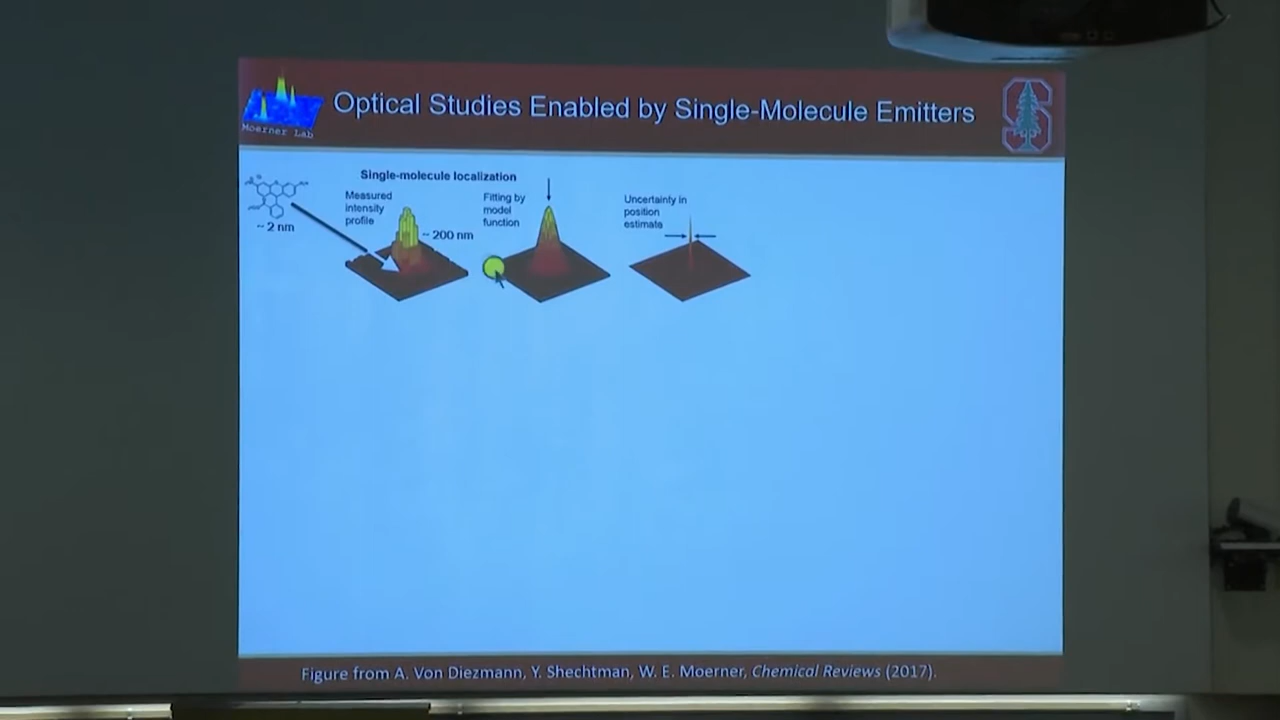 Optical Studies Enabled by Single-Molecule Emitters
Moerner Lab
Single-molecule localization
~ 2 nm
Measured
intensity
profile
~ 200 nm
Fitting by
model
function
Uncertainty in
position
estimate
Figure from A. Von Diezmann, Y. Shechtman, W. E. Moerner, Chemical Reviews (2017).